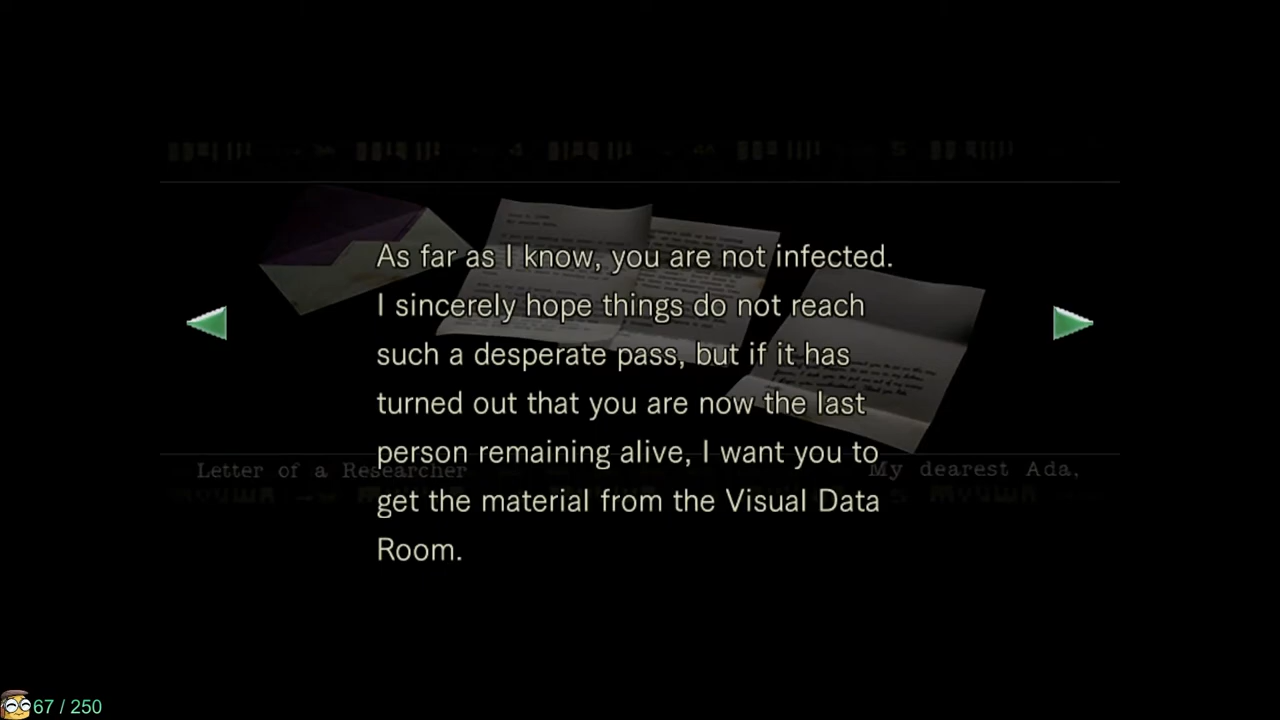 As far as I know, you are not infected.
I sincerely hope things do not reach
such a desperate pass, but if it has
turned out that you are now the last
person remaining alive, I want you to
get the material from the Visual Data
Room.
Letter of a Researcher
My dearest Ada,
67 / 250